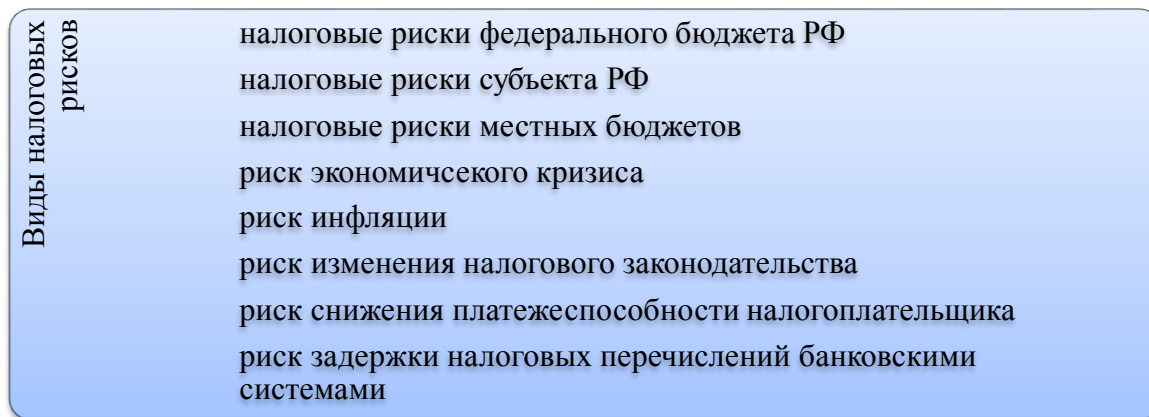 Виды налоговых
рисков
налоговые риски федерального бюджета РФ
налоговые риски субъекта РФ
налоговые риски местных бюджетов
риск экономичсекого кризиса
риск инфляции
риск изменения налогового законодательства
риск снижения платежеспособности налогоплательщика
риск задержки налоговых перечислений банковскими
системами